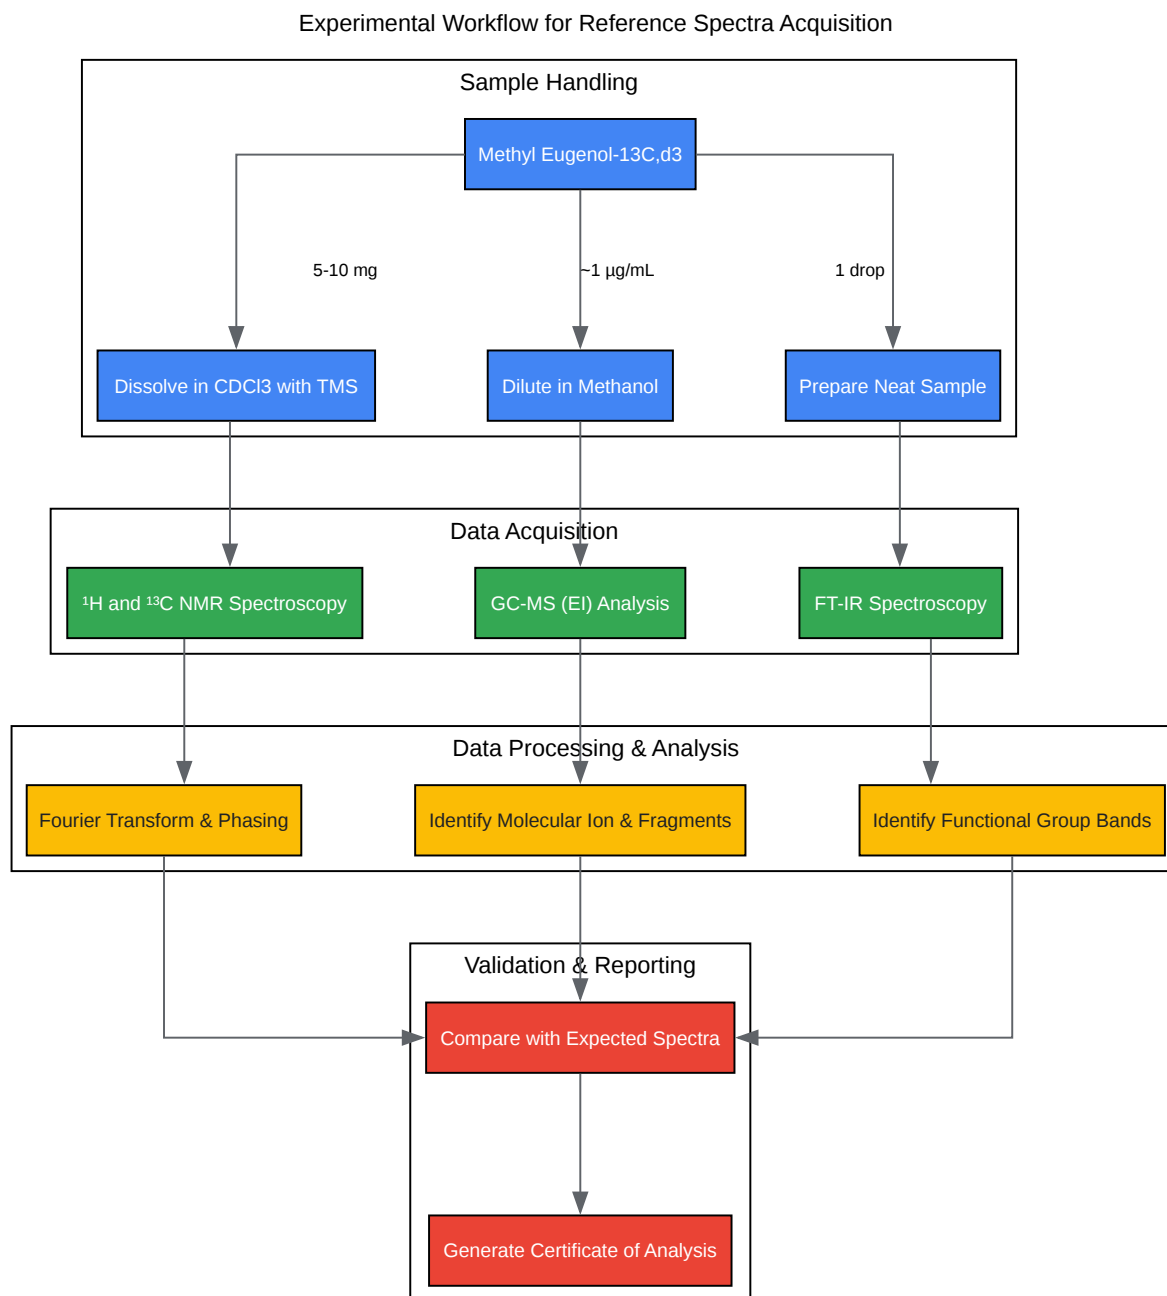 Experimental Workflow for Reference Spectra Acquisition
Sample Handling
Methyl Eugenol-13C,d3
5-10 mg
~1 µg/mL
1 drop
Dissolve in CDCl3 with TMS
Dilute in Methanol
Prepare Neat Sample
Data Acquisition
¹H and ¹³C NMR Spectroscopy
GC-MS (EI) Analysis
FT-IR Spectroscopy
Data Processing & Analysis
Fourier Transform & Phasing
Identify Molecular Ion & Fragments
Identify Functional Group Bands
Validation & Reporting
Compare with Expected Spectra
Generate Certificate of Analysis